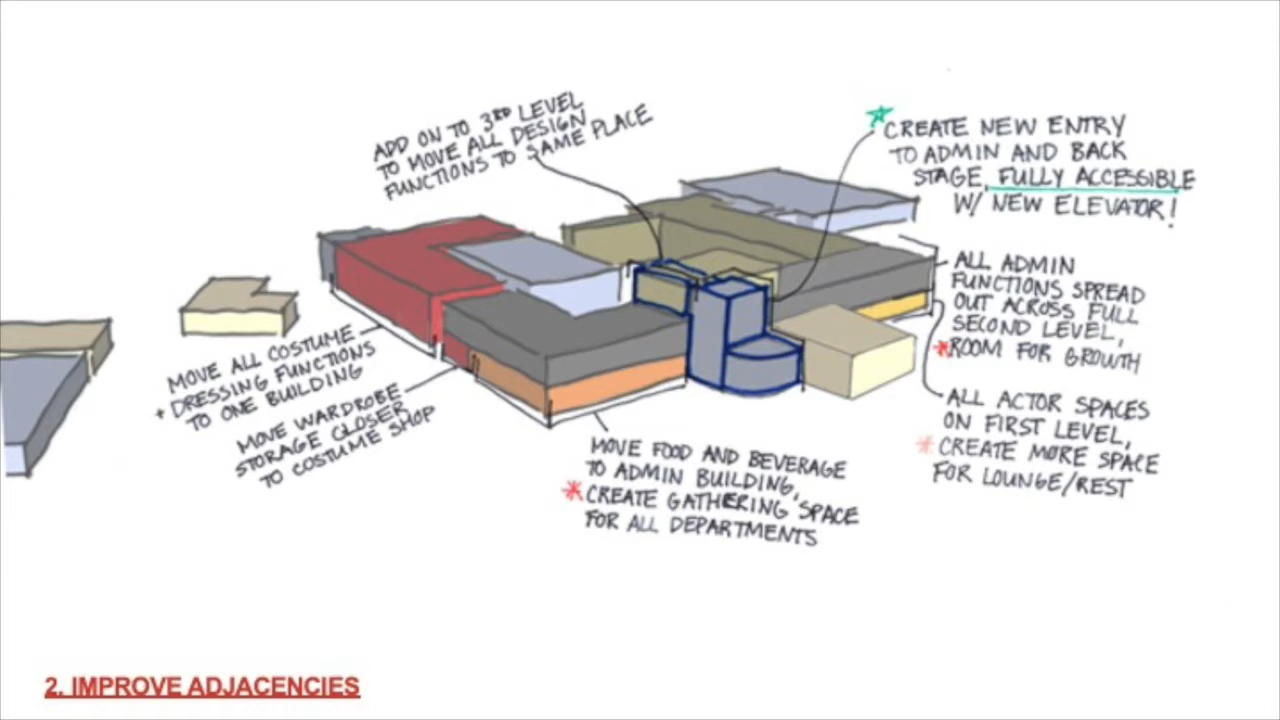 ADD ON TO 3RD LEVEL
TO MOVE ALL DESIGN
FUNCTIONS TO SAME PLACE
CREATE NEW ENTRY
TO ADMIN AND BACK
STAGE, FULLY ACCESSIBLE
W/ NEW ELEVATOR!
ALL ADMIN
FUNCTIONS SPREAD
OUT ACROSS FULL
SECOND LEVEL,
*ROOM FOR GROWTH
MOVE ALL COSTUME
+ DRESSING FUNCTIONS
TO ONE BUILDING
MOVE WARDROBE
STORAGE CLOSER
TO COSTUME SHOP
ALL ACTOR SPACES
ON FIRST LEVEL,
*CREATE MORE SPACE
FOR LOUNGE/REST
MOVE FOOD AND BEVERAGE
TO ADMIN BUILDING,
*CREATE GATHERING SPACE
FOR ALL DEPARTMENTS
2. IMPROVE ADJACENCIES